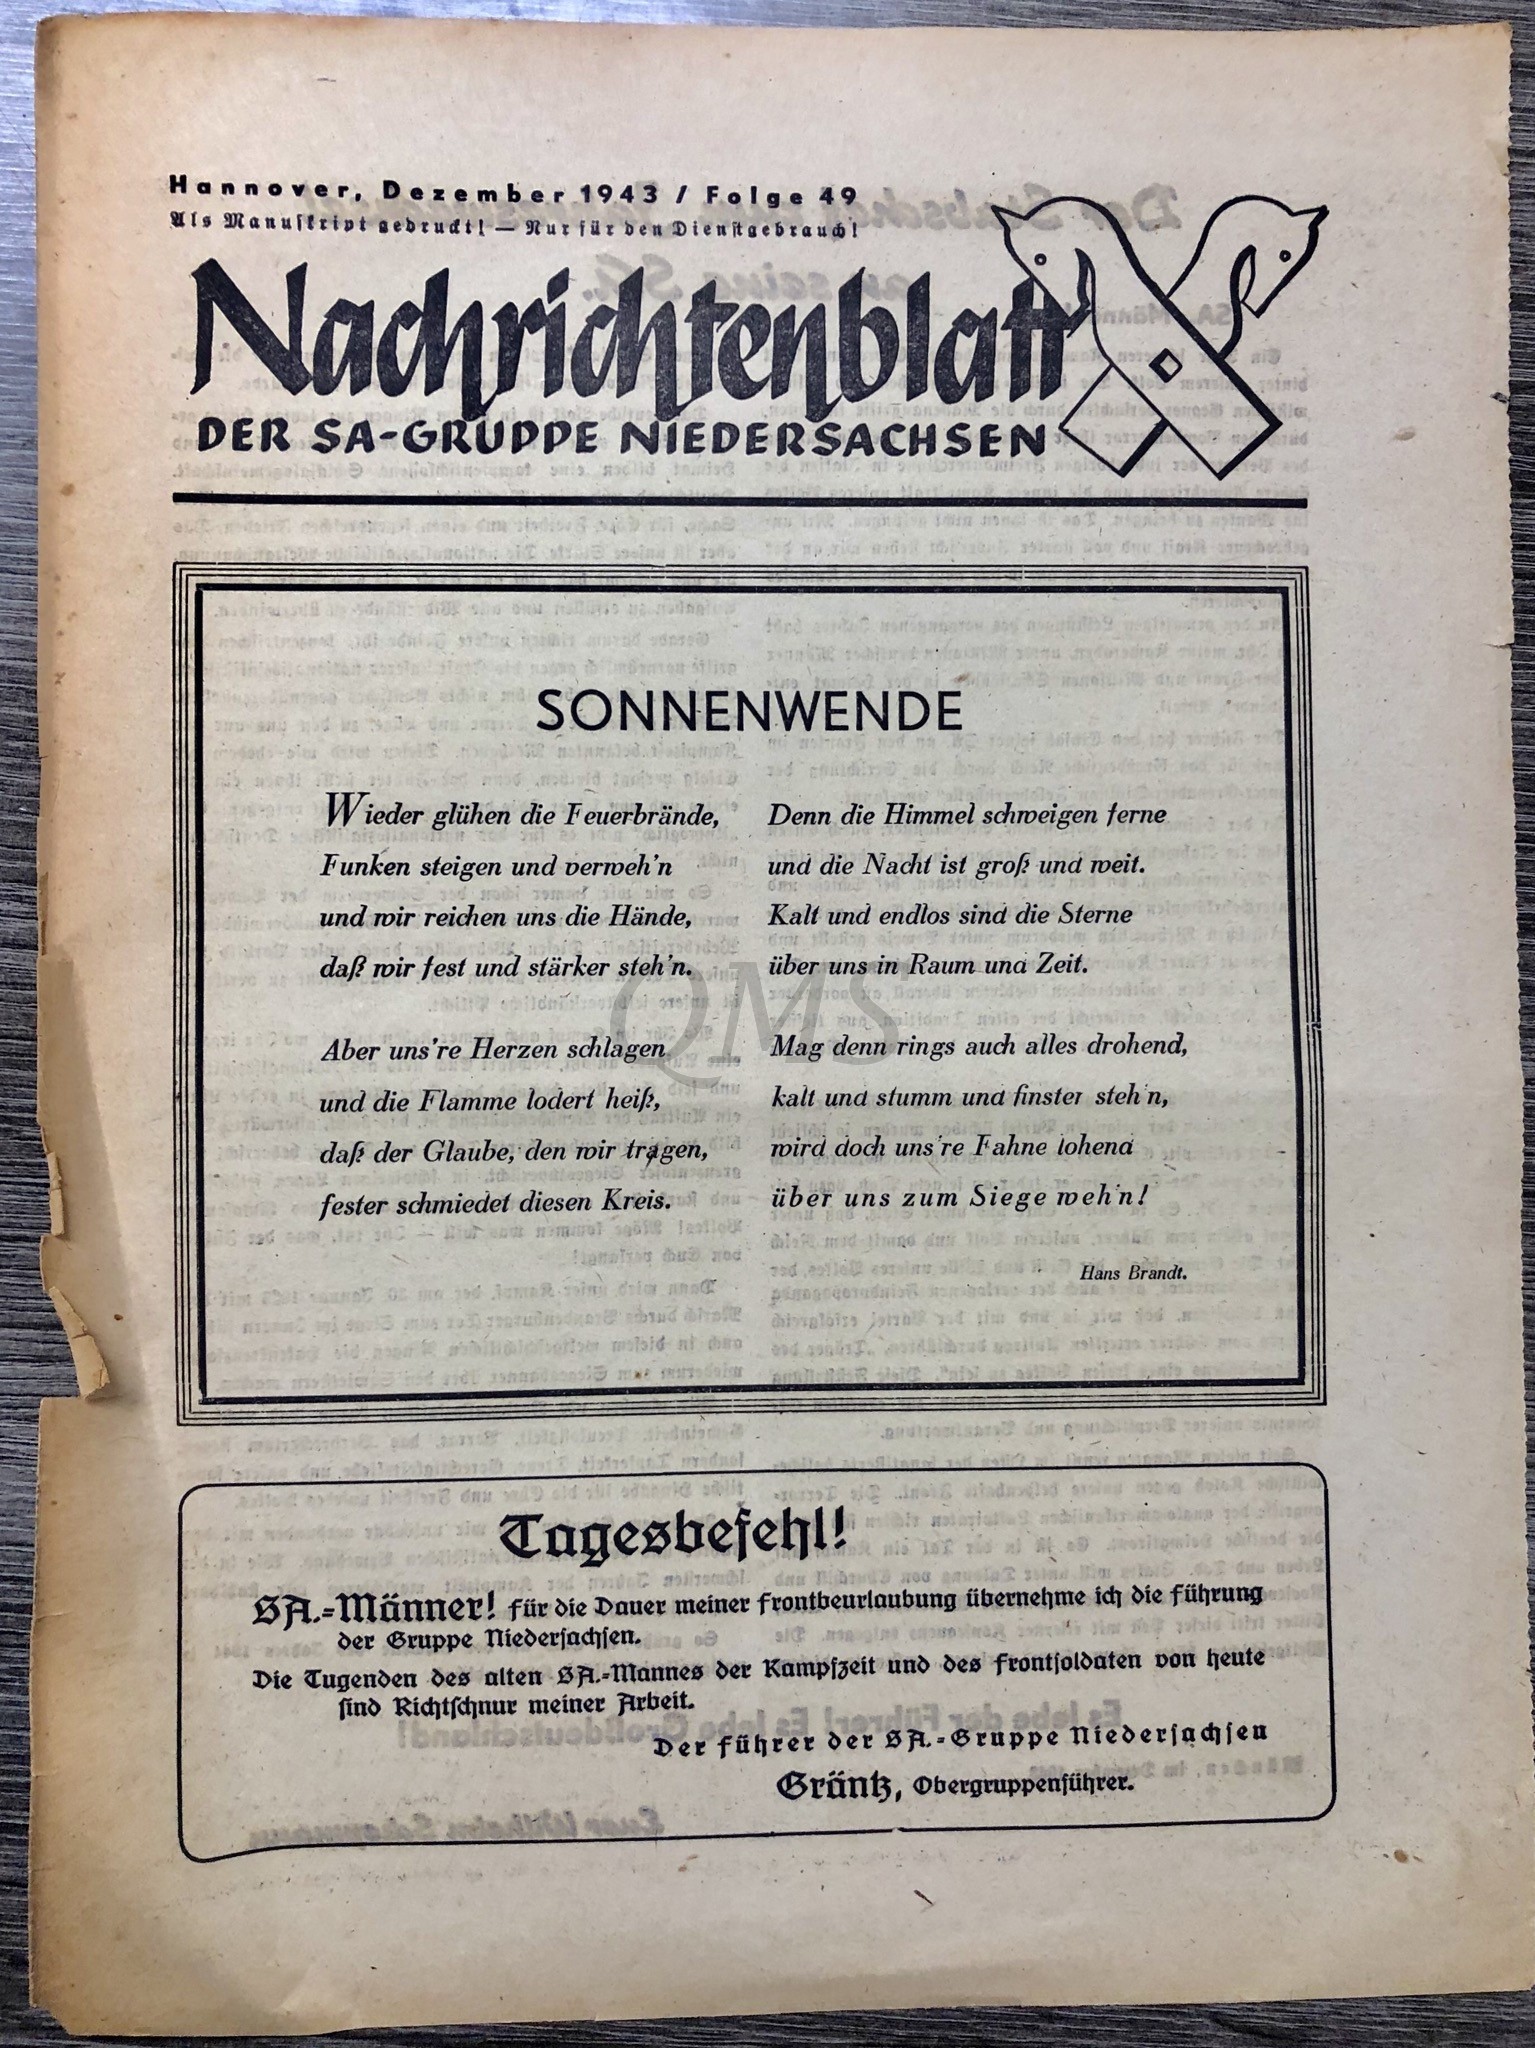 Hannover, Dezember 1943 / Folge 49
Als Manuskript gedruckt! — Nur für den Dienstgebrauch!
Nachrichtenblatt
DER SA-GRUPPE NIEDERSACHSEN
SONNENWENDE
Wieder glühen die Feuerbrände,
Funken steigen und verweh'n
und wir reichen uns die Hände,
daß wir fest und stärker steh'n.
Aber uns're Herzen schlagen
und die Flamme lodert heiß,
daß der Glaube, den wir tragen,
fester schmiedet diesen Kreis.
Denn die Himmel schweigen ferne
und die Nacht ist groß und weit.
Kalt und endlos sind die Sterne
über uns in Raum und Zeit.
Mag denn rings auch alles drohend,
kalt und stumm und finster steh'n,
wird doch uns're Fahne lohend
über uns zum Siege weh'n!
Hans Brandt.
QMS
Tagesbefehl!
SA.=Männer! Für die Dauer meiner Frontbeurlaubung übernehme ich die Führung
der Gruppe Niedersachsen.
Die Tugenden des alten SA.=Mannes der Kampfzeit und des Frontsoldaten von heute
sind Richtschnur meiner Arbeit.
Der Führer der SA.=Gruppe Niedersachsen
Gräntz, Obergruppenführer.